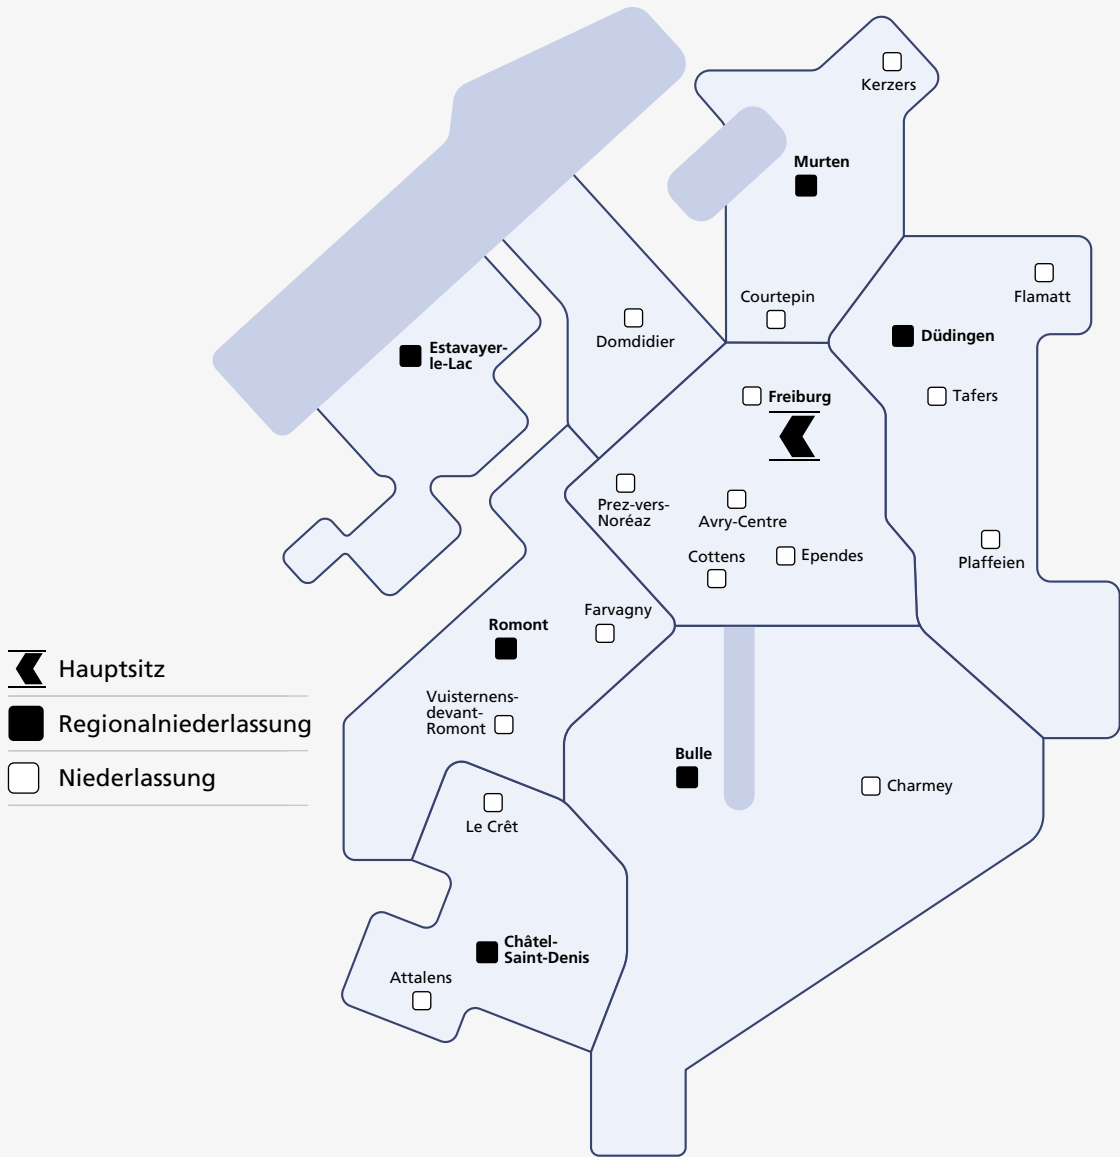 Kerzers
Murten
Flamatt
Courtepin
Domdidier
Düdingen
Estavayer-
le-Lac
Freiburg
Tafers
Prez-vers-
Noréaz
Avry-Centre
Cottens
Ependes
Plaffeien
Farvagny
Romont
Vuisternens-
devant-
Romont
Hauptsitz
Regionalniederlassung
Niederlassung
Bulle
Charmey
Le Crêt
Châtel-
Saint-Denis
Attalens